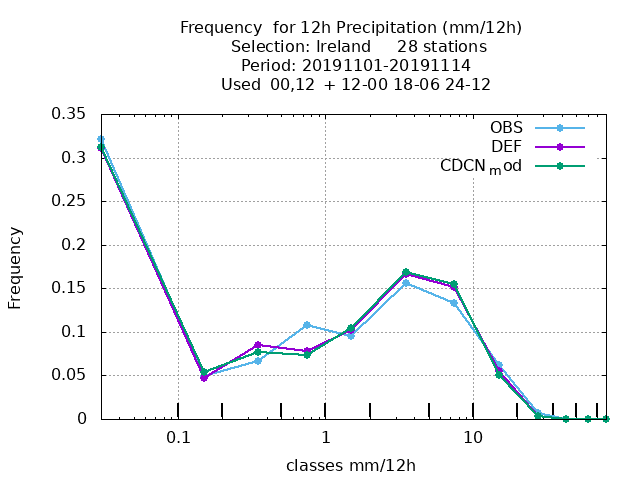 Frequency  for 12h Precipitation (mm/12h)
Selection: Ireland     28 stations
Period: 20191101-20191114
Used  00,12  + 12-00 18-06 24-12
OBS
DEF
CDCN mod
0.35
0.3
0.25
0.2
0.15
0.1
0.05
0
Frequency
0.1 1 10
classes mm/12h